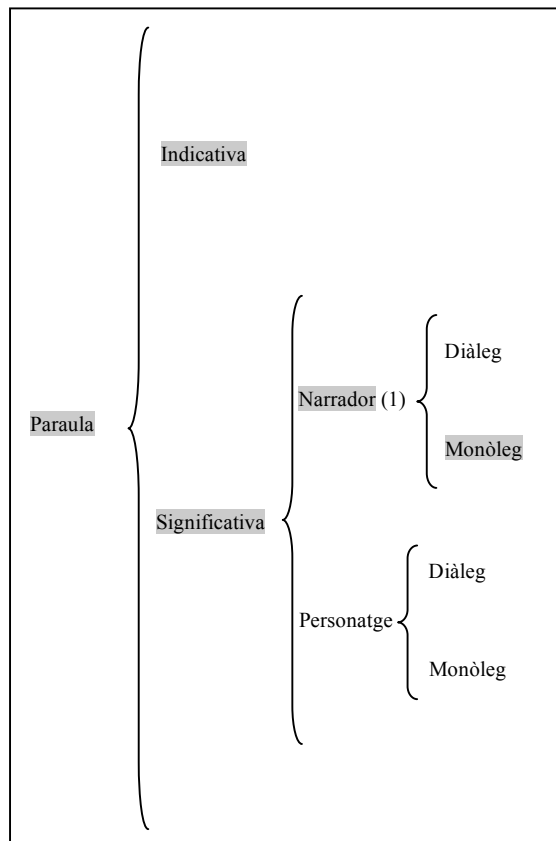 Indicativa
Diàleg
Narrador (1)
Paraula
Monòleg
Significativa
Diàleg
Personatge
Monòleg